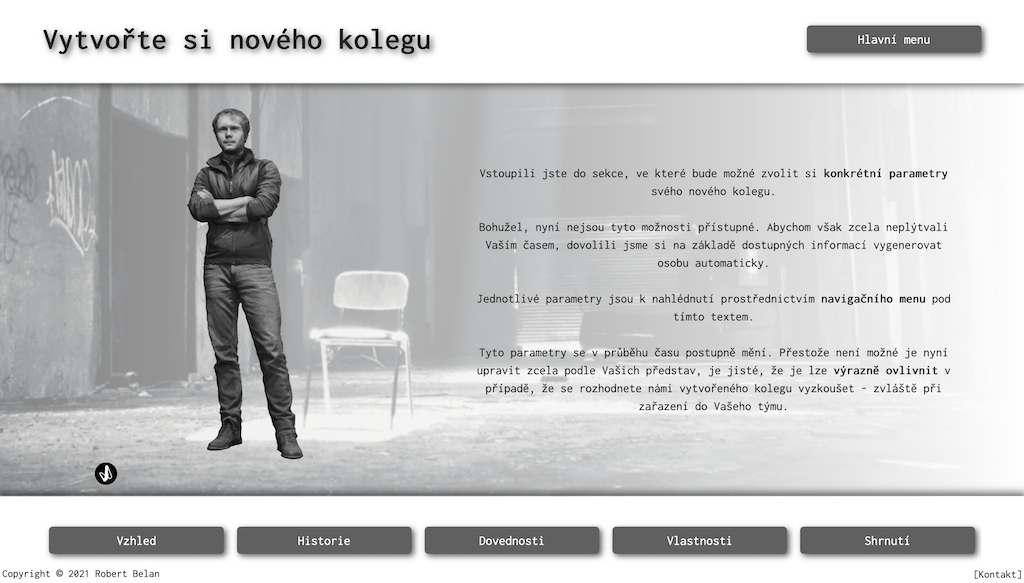 Vytvořte si nového kolegu
Hlavní menu
Vstoupili jste do sekce, ve které bude možné zvolit si konkrétní parametry
svého nového kolegu.
Bohužel, nyní nejsou tyto možnosti přístupné. Abychom však zcela neplýtvali
Vaším časem, dovolili jsme si na základě dostupných informací vygenerovat
osobu automaticky.
Jednotlivé parametry jsou k nahlédnutí prostřednictvím navigačního menu pod
tímto textem.
Tyto parametry se v průběhu času postupně mění. Přestože není možné je nyní
upravit zcela podle Vašich představ, je jisté, že je lze výrazně ovlivnit v
případě, že se rozhodnete námi vytvořeného kolegu vyzkoušet - zvláště při
zařazení do Vašeho týmu.
Vzhled
Historie
Dovednosti
Vlastnosti
Shrnutí
Copyright © 2021 Robert Belan
[Kontakt]